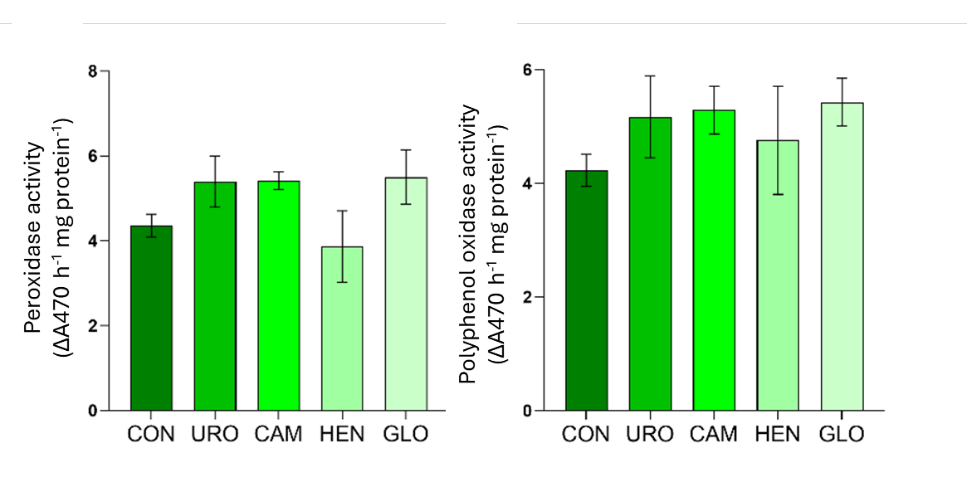 Peroxidase activity
(ΔA470 h⁻¹ mg protein⁻¹)
8
6
4
2
0
CON URO CAM HEN GLO
Polyphenol oxidase activity
(ΔA470 h⁻¹ mg protein⁻¹)
6
4
2
0
CON URO CAM HEN GLO